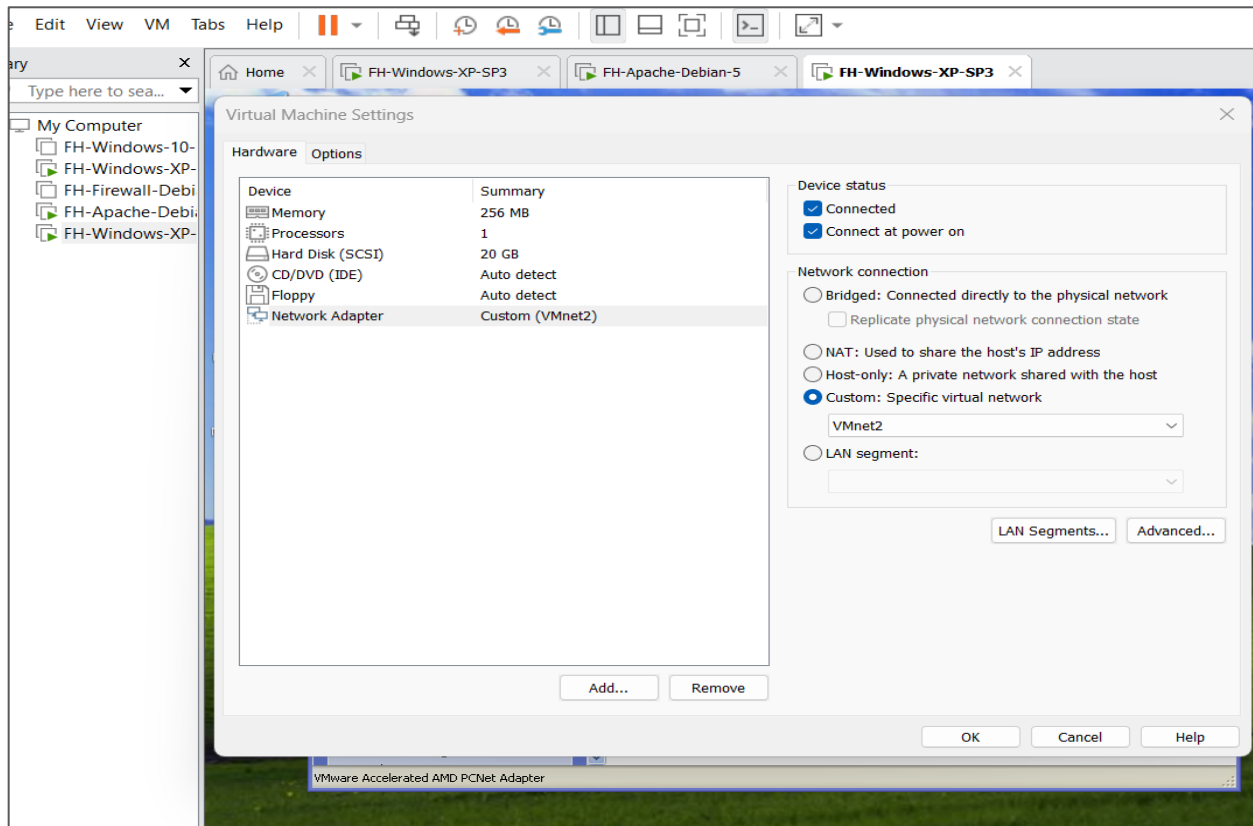 Edit View VM Tabs Help
ary
Home
FH-Windows-XP-SP3
FH-Apache-Debian-5
FH-Windows-XP-SP3
Type here to sea...
My Computer
FH-Windows-10-
FH-Windows-XP-
FH-Firewall-Debi
FH-Apache-Debi
FH-Windows-XP-
Virtual Machine Settings
Hardware Options
Device Summary
Memory 256 MB
Processors 1
Hard Disk (SCSI) 20 GB
CD/DVD (IDE) Auto detect
Floppy Auto detect
Network Adapter Custom (VMnet2)
Add... Remove
Device status
Connected
Connect at power on
Network connection
Bridged: Connected directly to the physical network
Replicate physical network connection state
NAT: Used to share the host's IP address
Host-only: A private network shared with the host
Custom: Specific virtual network
VMnet2
LAN segment:
LAN Segments... Advanced...
OK Cancel Help
VMware Accelerated AMD PCNet Adapter